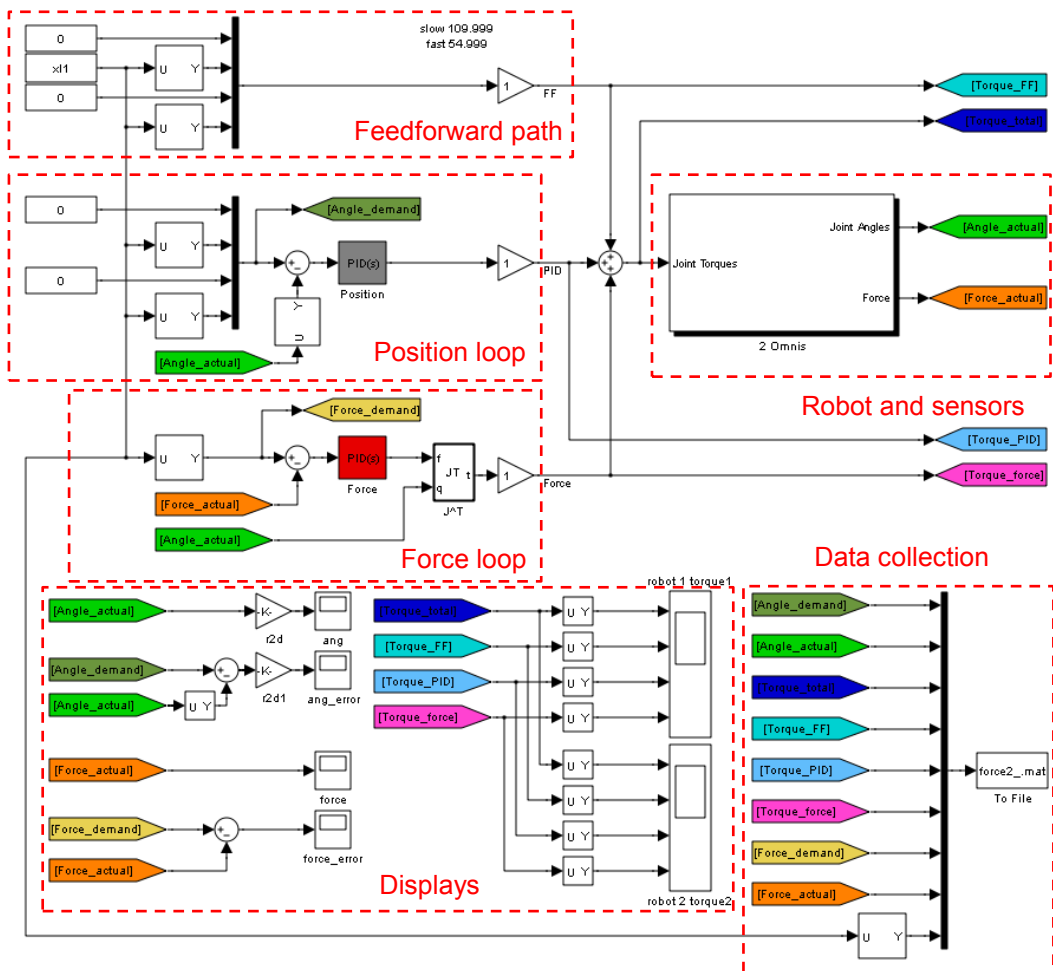 0
slow 109.999
fast 54.999
xl1
U Y
1
FF
[Torque_FF]
0
[Torque_total]
U Y
Feedforward path
0
[Angle_demand]
U Y
PID(s)
Position
1
PID
0
U Y
U Y
[Angle_actual]
Position loop
Joint Torques
Joint Angles
Force
2 Omnis
[Angle_actual]
[Force_actual]
Robot and sensors
[Force_demand]
U Y
PID(s)
Force
f
q
JT
t
J^T
1
Force
[Force_actual]
[Angle_actual]
Force loop
[Torque_PID]
[Torque_force]
[Angle_actual]
-K-
r2d
ang
[Angle_demand]
[Angle_actual]
U Y
-K-
r2d1
ang_error
[Force_actual]
force
[Force_demand]
[Force_actual]
force_error
[Torque_total]
[Torque_FF]
[Torque_PID]
[Torque_force]
U Y
U Y
U Y
U Y
U Y
U Y
U Y
U Y
robot 1 torque1
robot 2 torque2
Displays
Data collection
[Angle_demand]
[Angle_actual]
[Torque_total]
[Torque_FF]
[Torque_PID]
[Torque_force]
[Force_demand]
[Force_actual]
U Y
force2_.mat
To File